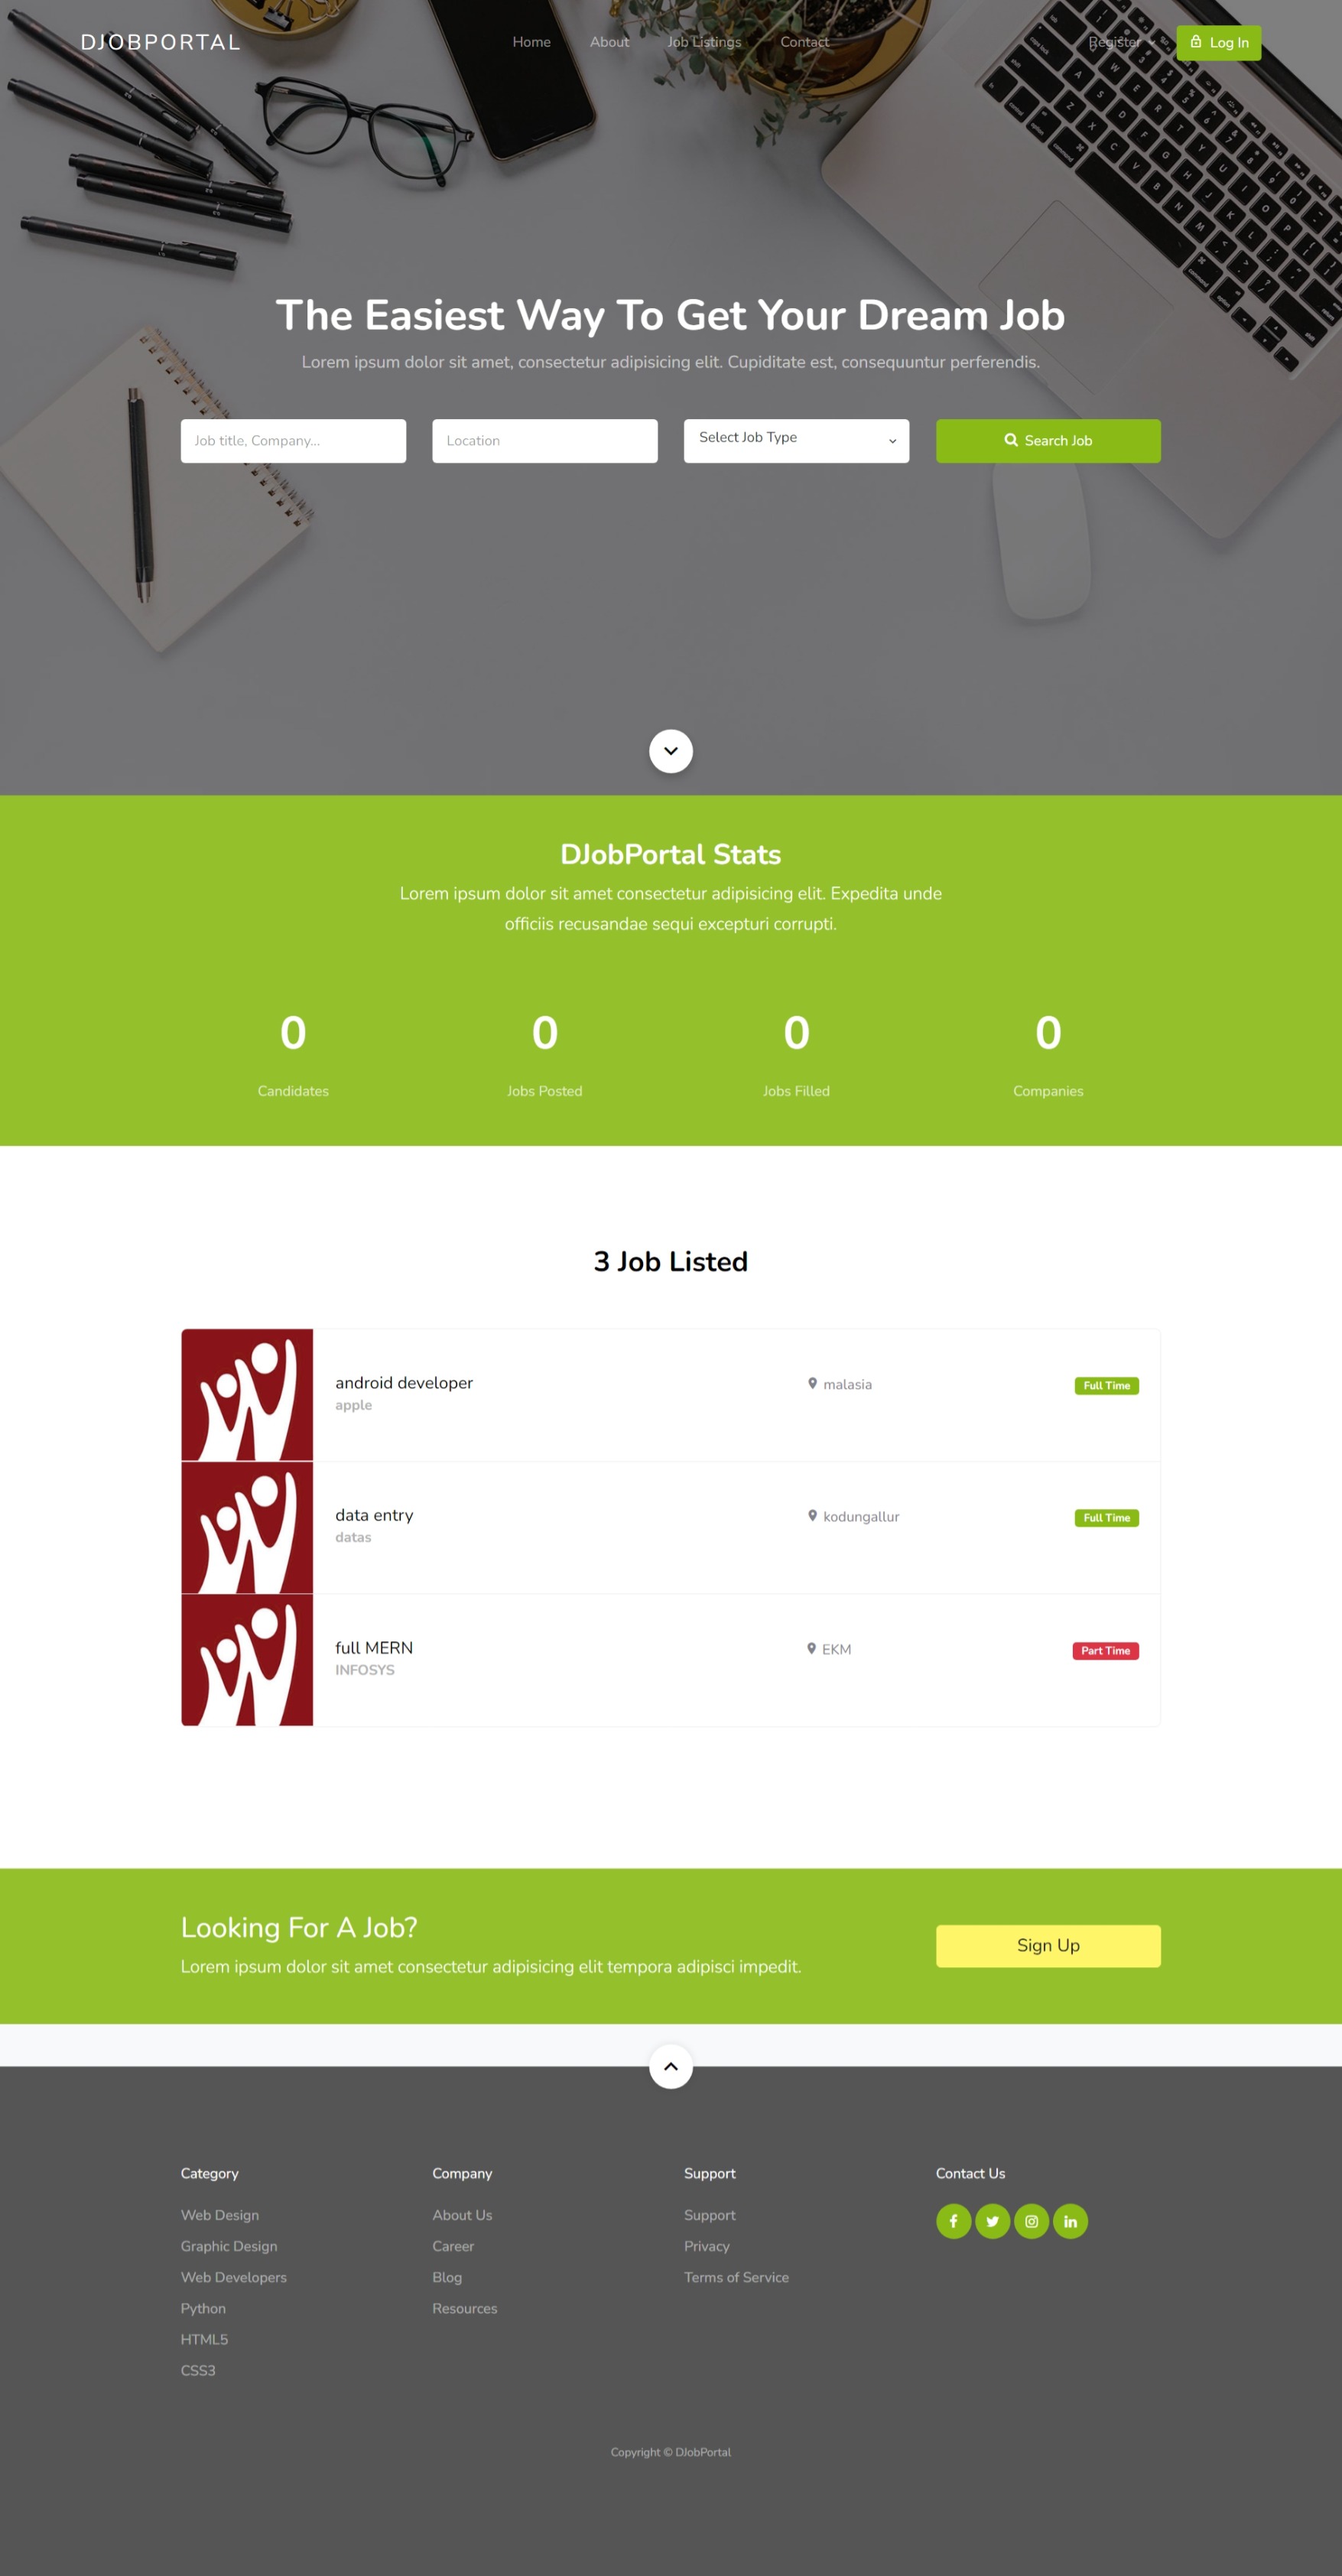 DJOBPORTAL
Home About Job Listings Contact
Register
Log In
The Easiest Way To Get Your Dream Job
Lorem ipsum dolor sit amet, consectetur adipisicing elit. Cupiditate est, consequuntur perferendis.
Job title, Company... Location Select Job Type Search Job
DJobPortal Stats
Lorem ipsum dolor sit amet consectetur adipisicing elit. Expedita unde
officiis recusandae sequi excepturi corrupti.
0 0 0 0
Candidates Jobs Posted Jobs Filled Companies
3 Job Listed
android developer
apple
malasia
Full Time
data entry
datas
kodungallur
Full Time
full MERN
INFOSYS
EKM
Part Time
Looking For A Job?
Lorem ipsum dolor sit amet consectetur adipisicing elit tempora adipisci impedit.
Sign Up
Category
Web Design
Graphic Design
Web Developers
Python
HTML5
CSS3
Company
About Us
Career
Blog
Resources
Support
Support
Privacy
Terms of Service
Contact Us
Copyright © DJobPortal